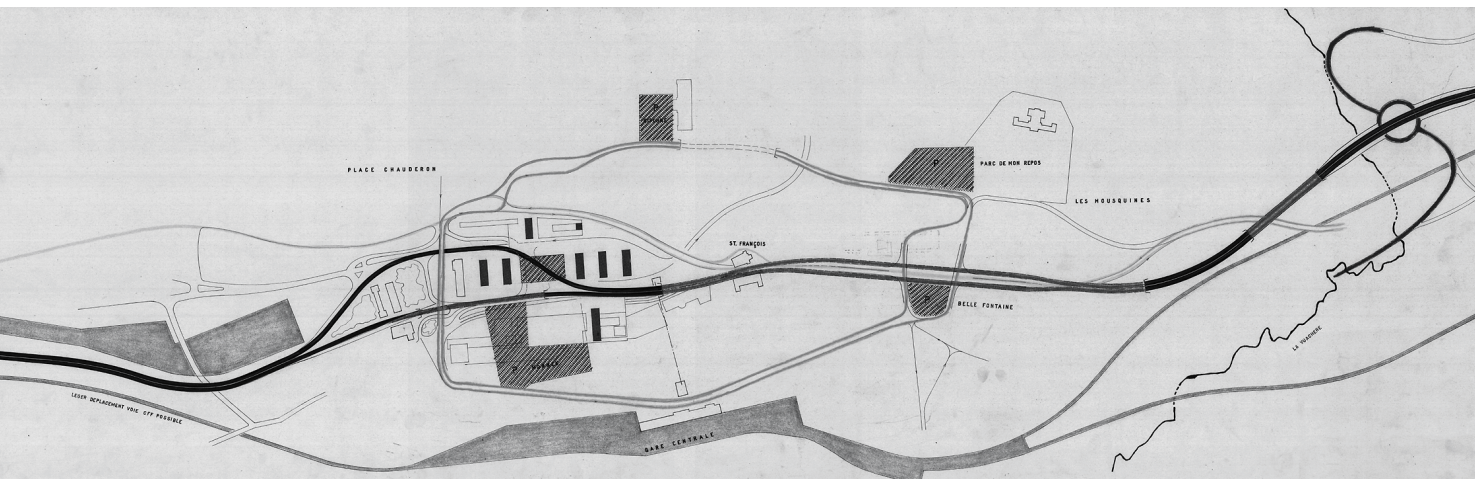 P
PLACE CHAUDERON
P
PARC DE MON REPOS
LES MOUSQUINES
ST. FRANÇOIS
P
BELLE FONTAINE
P
LEGER DEPLACEMENT VOIE CFF POSSIBLE
GARE CENTRALE
LA VUACHERE